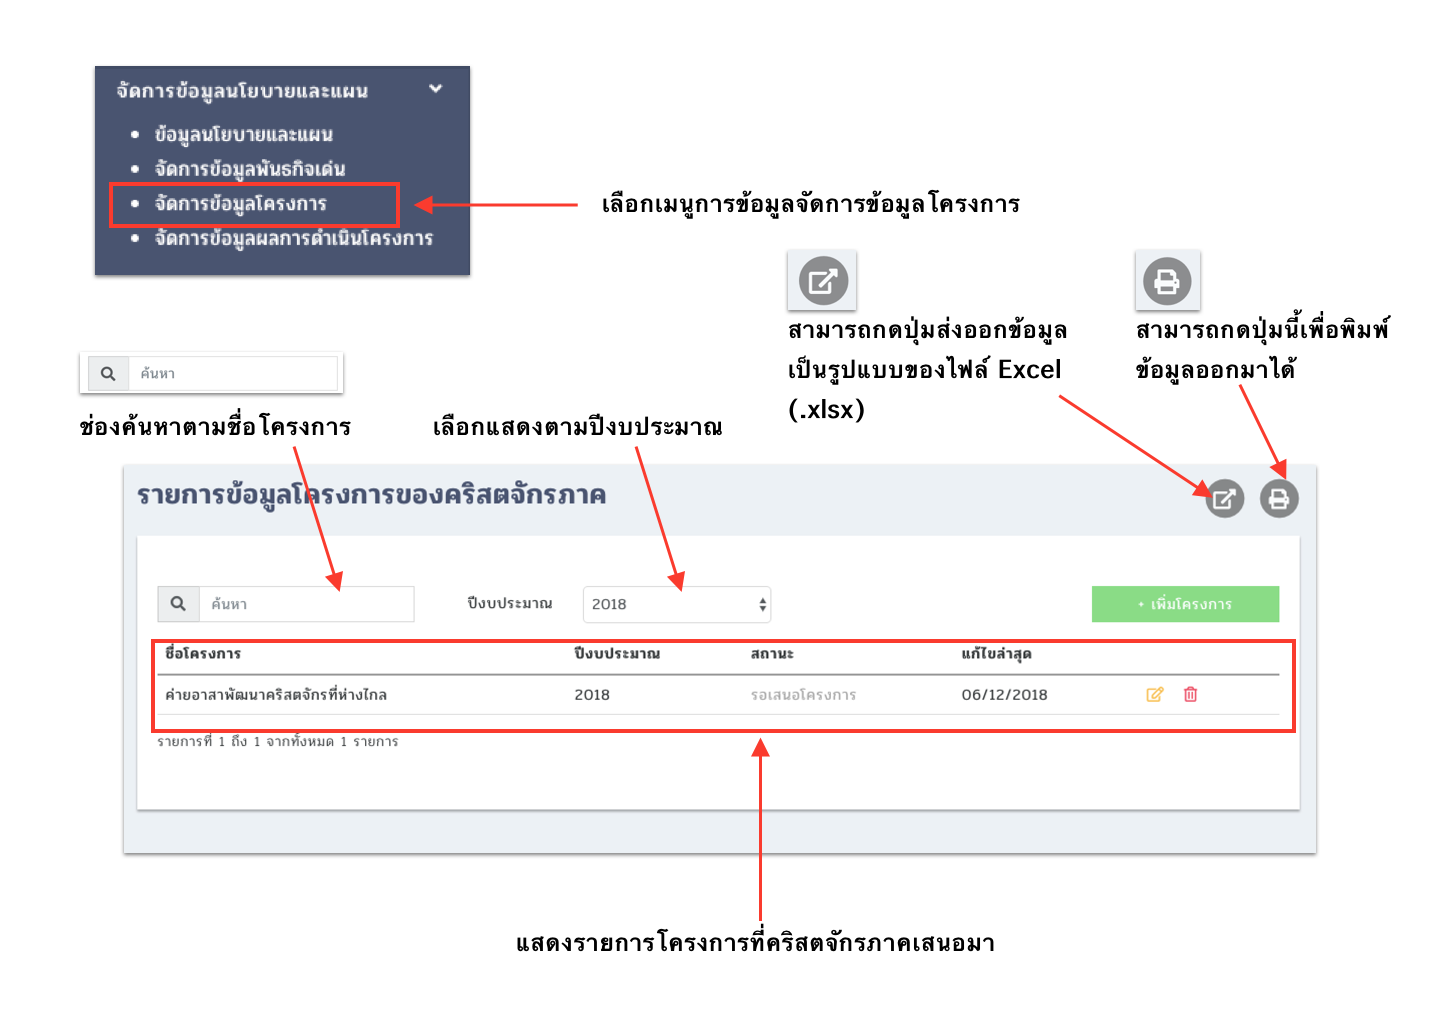 จัดการข้อมูลนโยบายและแผน
ข้อมูลนโยบายและแผน
จัดการข้อมูลพันธกิจเด่น
จัดการข้อมูลโครงการ
จัดการข้อมูลผลการดำเนินโครงการ
เลือกเมนูการข้อมูลจัดการข้อมูลโครงการ
สามารถกดปุ่มส่งออกข้อมูล
เป็นรูปแบบของไฟล์ Excel
(.xlsx)
สามารถกดปุ่มนี้เพื่อพิมพ์
ข้อมูลออกมาได้
ค้นหา
ช่องค้นหาตามชื่อโครงการ
เลือกแสดงตามปีงบประมาณ
รายการข้อมูลโครงการของคริสตจักรภาค
ค้นหา ปีงบประมาณ 2018 + เพิ่มโครงการ
ชื่อโครงการ ปีงบประมาณ สถานะ แก้ไขล่าสุด
ค่ายอาสาพัฒนาคริสตจักรที่ห่างไกล 2018 รอเสนอโครงการ 06/12/2018
รายการที่ 1 ถึง 1 จากทั้งหมด 1 รายการ
แสดงรายการโครงการที่คริสตจักรภาคเสนอมา